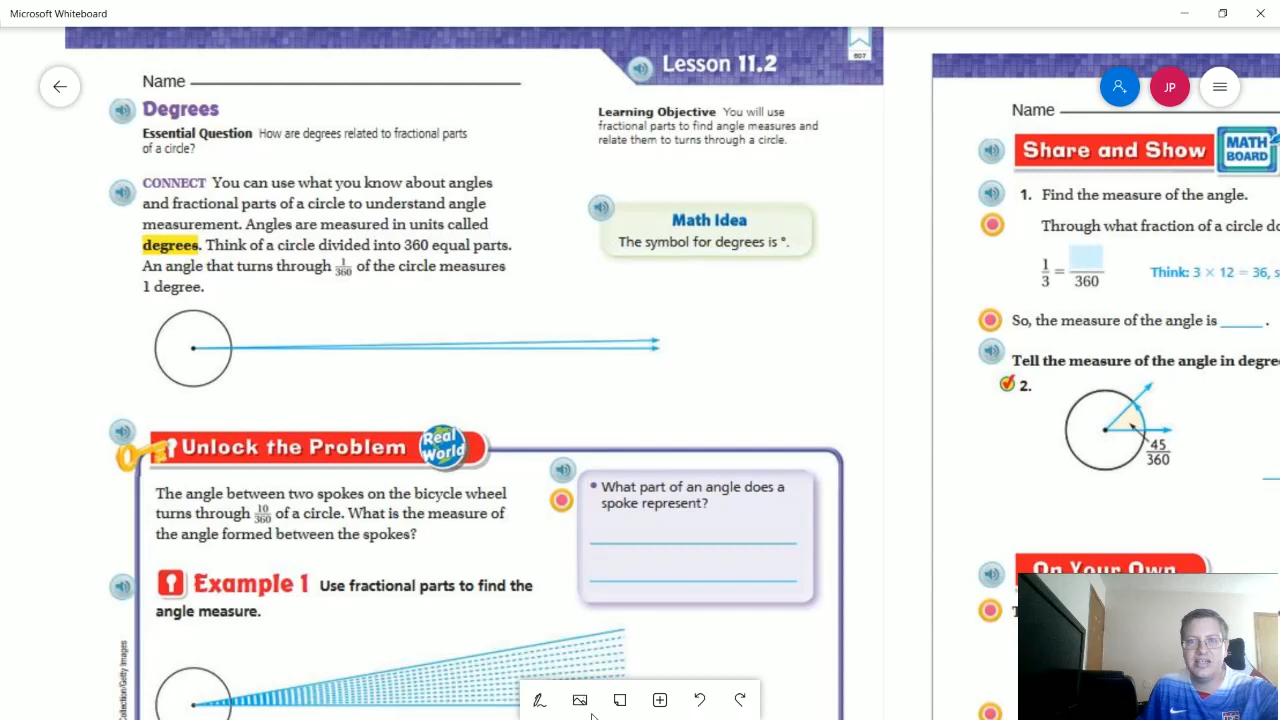 Microsoft Whiteboard
607
Lesson 11.2
Name
Degrees
Essential Question How are degrees related to fractional parts
of a circle?
Learning Objective You will use
fractional parts to find angle measures and
relate them to turns through a circle.
CONNECT You can use what you know about angles
and fractional parts of a circle to understand angle
measurement. Angles are measured in units called
degrees. Think of a circle divided into 360 equal parts.
An angle that turns through 1/360 of the circle measures
1 degree.
Math Idea
The symbol for degrees is °.
Unlock the Problem
Real
World
The angle between two spokes on the bicycle wheel
turns through 10/360 of a circle. What is the measure of
the angle formed between the spokes?
• What part of an angle does a
spoke represent?
Example 1 Use fractional parts to find the
angle measure.
Collection/Getty Images
JP
Name
Share and Show
MATH
BOARD
1. Find the measure of the angle.
Through what fraction of a circle do
1/3 = /360
Think: 3 × 12 = 36, s
So, the measure of the angle is _____ .
Tell the measure of the angle in degre
2.
45/360
On Your Own